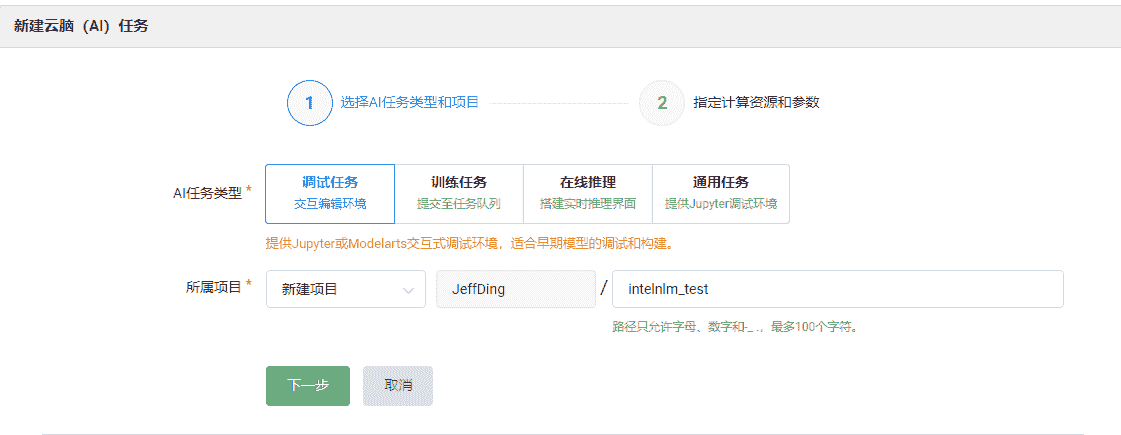 新建云脑（AI）任务
1 选择AI任务类型和项目 2 指定计算资源和参数
AI任务类型 * 调试任务 训练任务 在线推理 通用任务
交互编辑环境 提交至任务队列 搭建实时推理界面 提供Jupyter调试环境
提供Jupyter或Modelarts交互式调试环境，适合早期模型的调试和构建。
所属项目 * 新建项目 JeffDing / intelnlm_test
路径只允许字母、数字和-_ .，最多100个字符。
下一步 取消